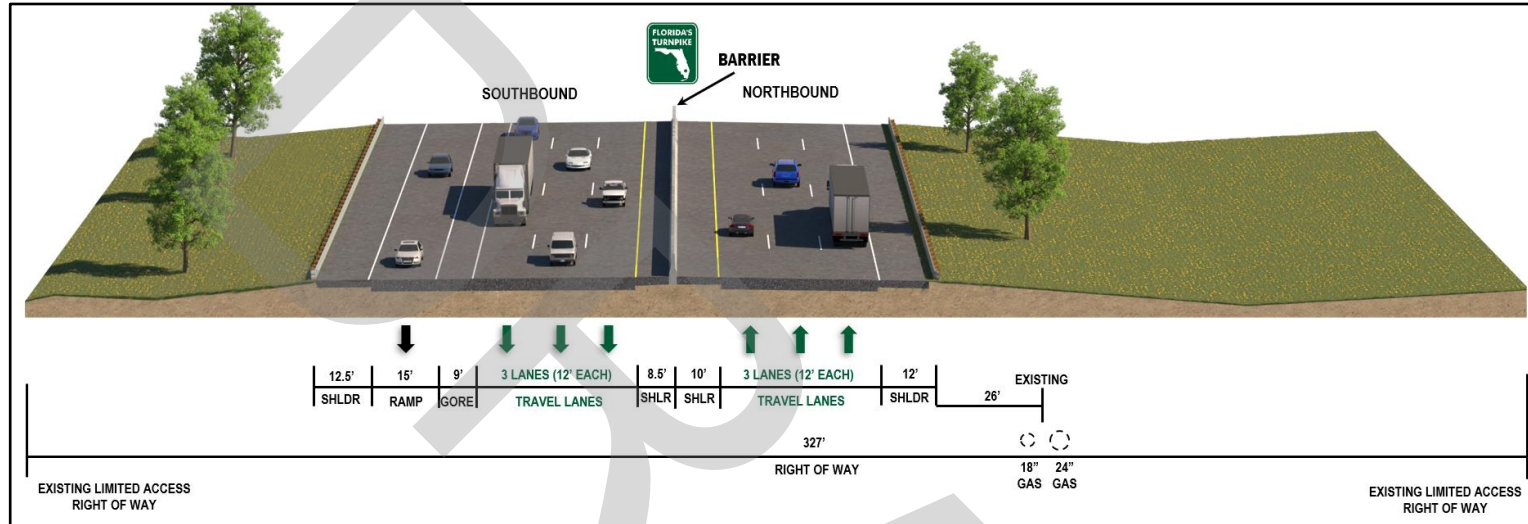 FLORIDA'S
TURNPIKE
BARRIER
SOUTHBOUND
NORTHBOUND
12.5'
SHLDR
15'
RAMP
9'
GORE
3 LANES (12' EACH)
TRAVEL LANES
8.5'
SHLR
10'
SHLR
3 LANES (12' EACH)
TRAVEL LANES
12'
SHLDR
26'
EXISTING
327'
RIGHT OF WAY
18"
GAS
24"
GAS
EXISTING LIMITED ACCESS
RIGHT OF WAY
EXISTING LIMITED ACCESS
RIGHT OF WAY